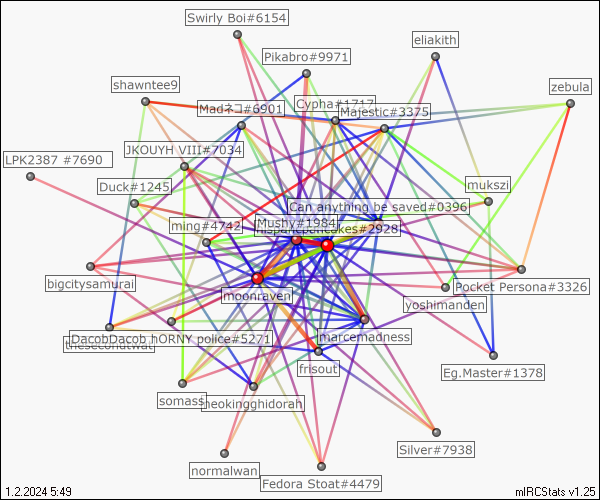 Swirly Boi#6154
eliakith
Pikabro#9971
shawntee9
zebula
Cypha#1717
Madネコ#6901
Majestic#3375
JKOUYH VIII#7034
LPK2387 #7690
Duck#1245
mukszi
Can anything be saved#0396
Mushy#1984
ming#4742
cakes#2928
bigcitysamurai
moonraven
Pocket Persona#3326
yoshimanden
DacobDacob
hORNY police#5271
marcemadness
thesecondtwat
frisout
Eg.Master#1378
somass
theokingghidorah
Silver#7938
normalwan
Fedora Stoat#4479
1.2.2024 5:49
mIRCStats v1.25